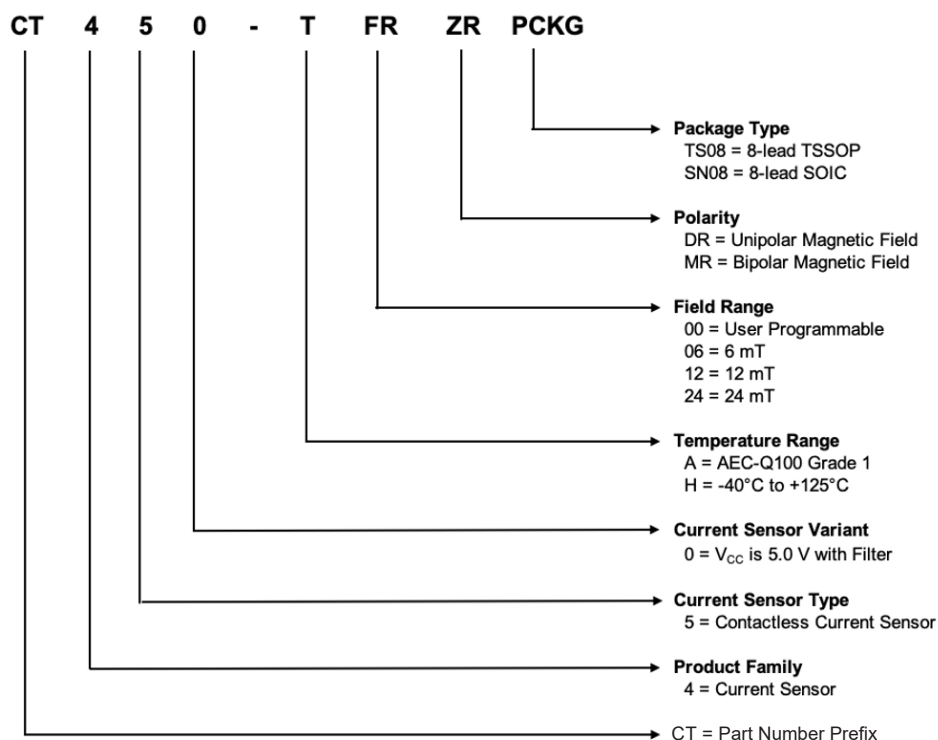 CT 4 5 0 - T FR ZR PCKG
Package Type
TS08 = 8-lead TSSOP
SN08 = 8-lead SOIC
Polarity
DR = Unipolar Magnetic Field
MR = Bipolar Magnetic Field
Field Range
00 = User Programmable
06 = 6 mT
12 = 12 mT
24 = 24 mT
Temperature Range
A = AEC-Q100 Grade 1
H = -40°C to +125°C
Current Sensor Variant
0 = VCC is 5.0 V with Filter
Current Sensor Type
5 = Contactless Current Sensor
Product Family
4 = Current Sensor
CT = Part Number Prefix